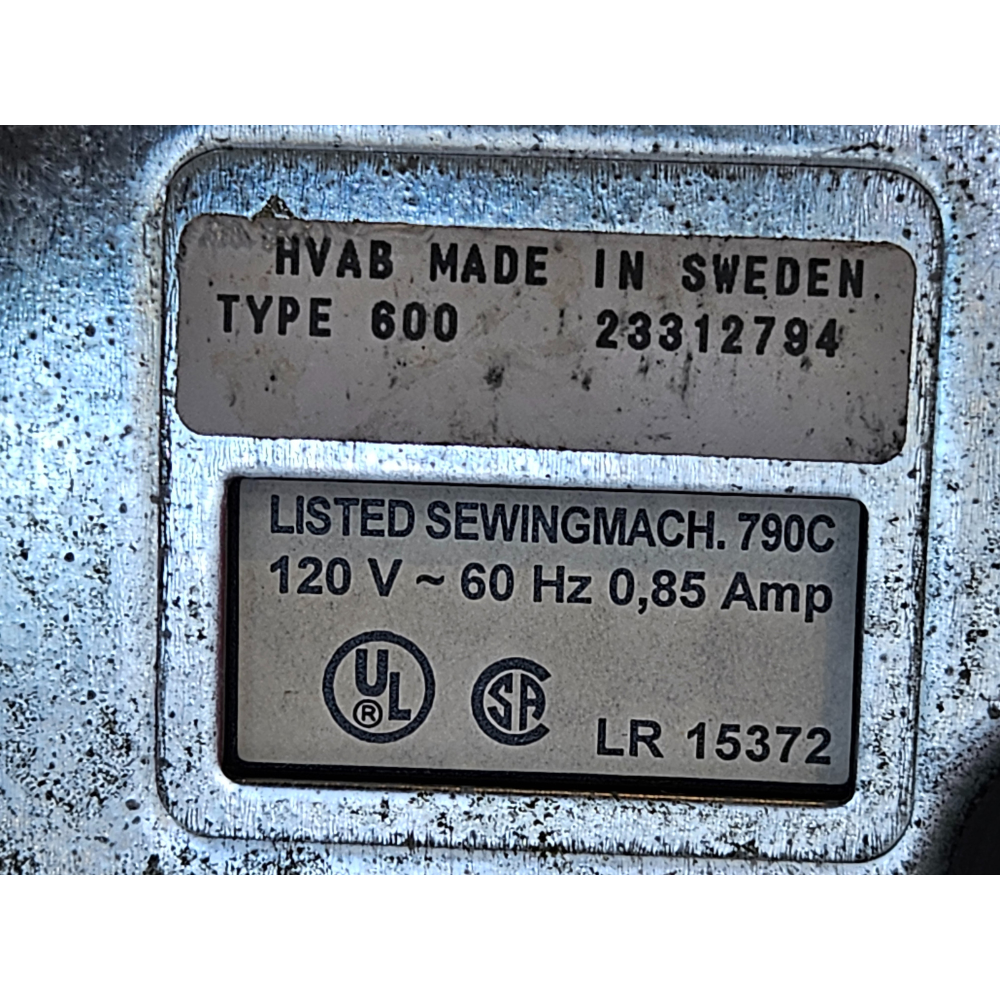 HVAB MADE IN SWEDEN
TYPE 600 23312794
LISTED SEWINGMACH. 790C
120 V ~ 60 Hz 0,85 Amp
UL ® SA
LR 15372